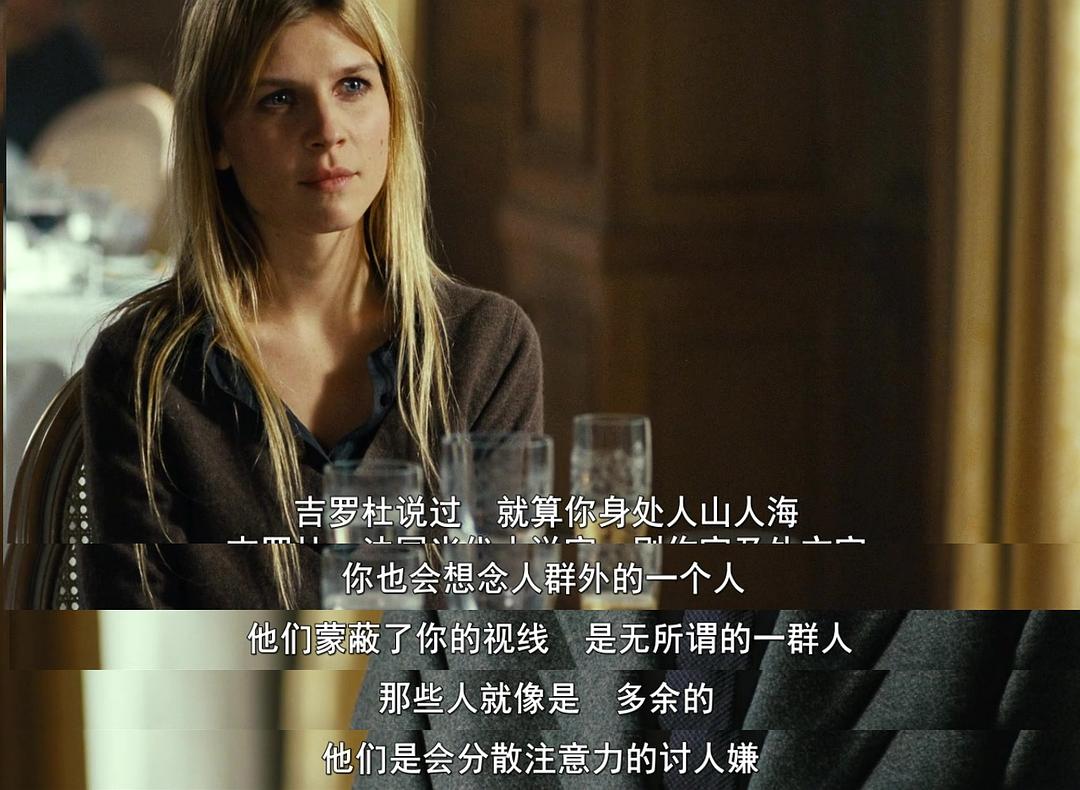 吉罗杜说过 就算你身处人山人海
你也会想念人群外的一个人
他们蒙蔽了你的视线 是无所谓的一群人
那些人就像是 多余的
他们是会分散注意力的讨人嫌